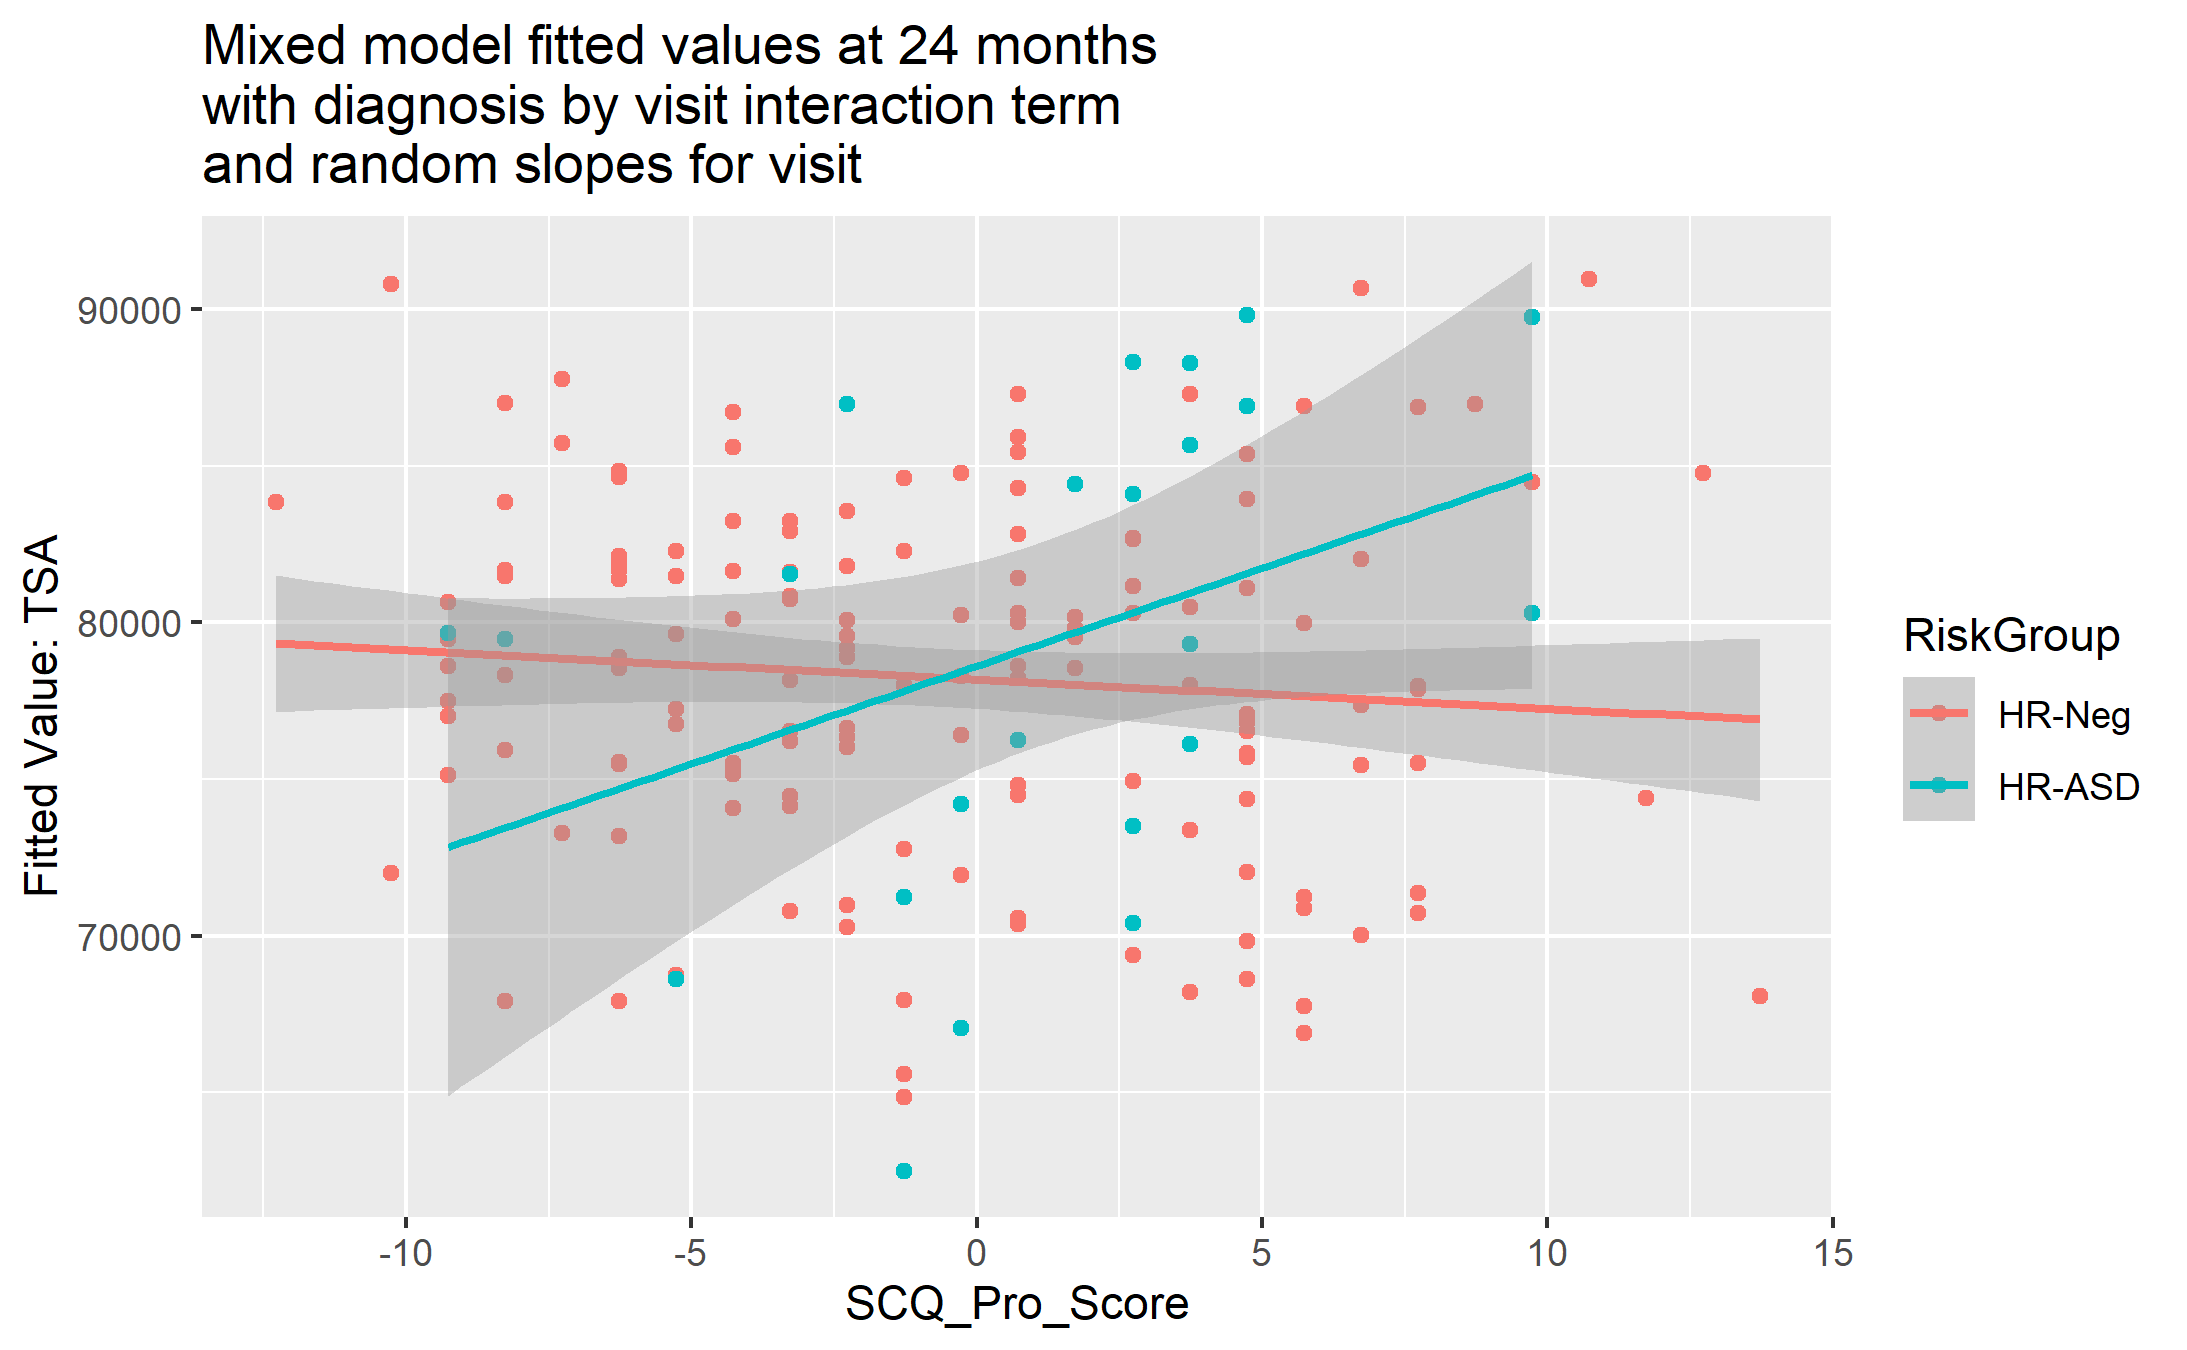 Mixed model fitted values at 24 months
with diagnosis by visit interaction term
and random slopes for visit
Fitted Value: TSA
90000
80000
70000
-10
-5
0
5
10
15
SCQ_Pro_Score
RiskGroup
HR-Neg
HR-ASD